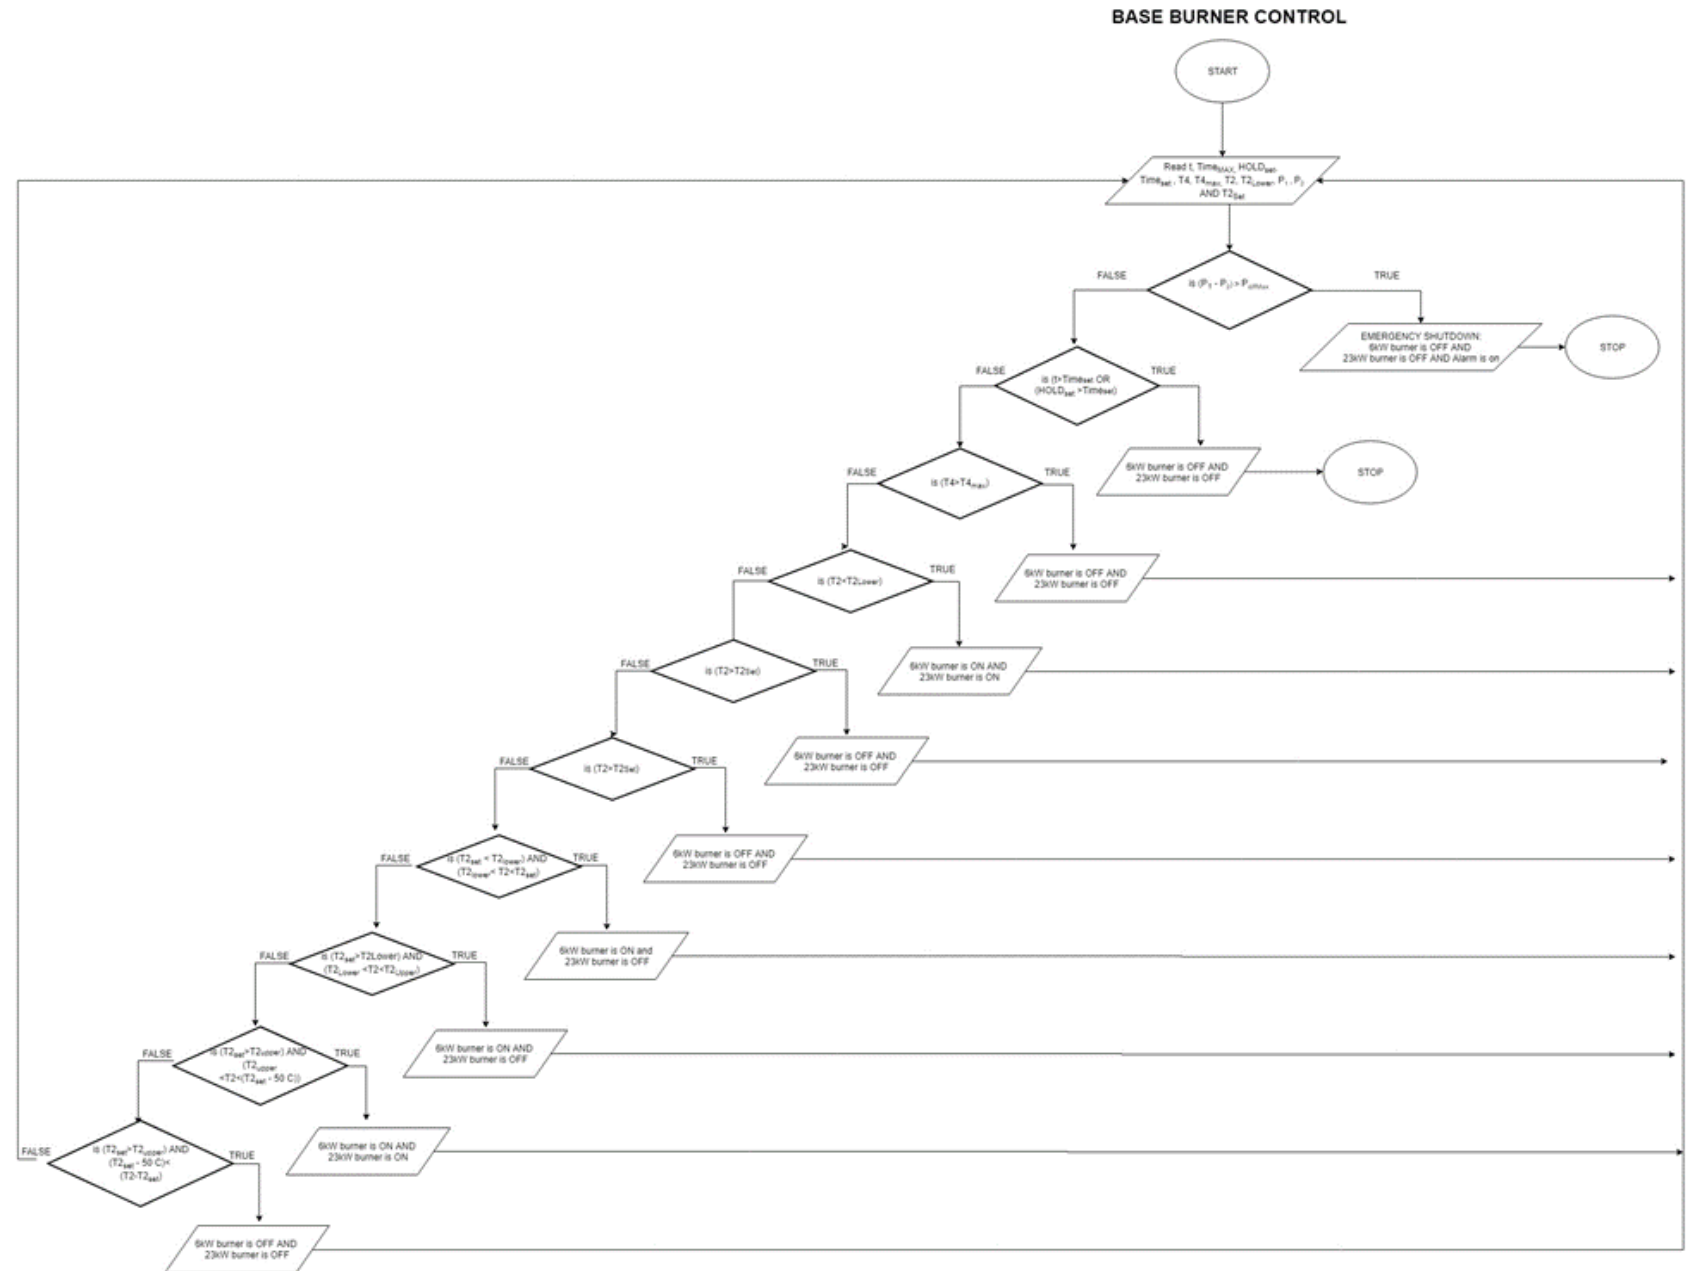 BASE BURNER CONTROL
START
Read t, TimeMAX, HOLDset,
Timeset , T4, T4max, T2, T2Lower, P1 , P2
AND T2Set
FALSE
TRUE
is (P1 - P2) >
EMERGENCY SHUTDOWN:
6kW burner is OFF AND
23kW burner is OFF AND Alarm is on
STOP
FALSE
TRUE
is (t>Timeset OR
(HOLDset >Timeset)
6kW burner is OFF AND
23kW burner is OFF
STOP
FALSE
TRUE
is (T4>T4max)
6kW burner is OFF AND
23kW burner is OFF
FALSE
TRUE
is (T2<T2Lower)
6kW burner is ON AND
23kW burner is ON
FALSE
TRUE
is (T2>T2Set)
6kW burner is OFF AND
23kW burner is OFF
FALSE
TRUE
is (T2>T2Set)
6kW burner is OFF AND
23kW burner is OFF
FALSE
TRUE
is (T2set < T2lower) AND
(T2lower< T2<T2set)
6kW burner is ON and
23kW burner is OFF
FALSE
TRUE
is (T2set>T2Lower) AND
(T2Lower <T2<T2Upper)
6kW burner is ON AND
23kW burner is OFF
FALSE
TRUE
is (T2set>T2upper) AND
(T2upper
<T2<(T2set - 50 C))
6kW burner is ON AND
23kW burner is ON
FALSE
TRUE
is (T2set>T2upper) AND
(T2set - 50 C)<
(T2-T2set)
6kW burner is OFF AND
23kW burner is OFF